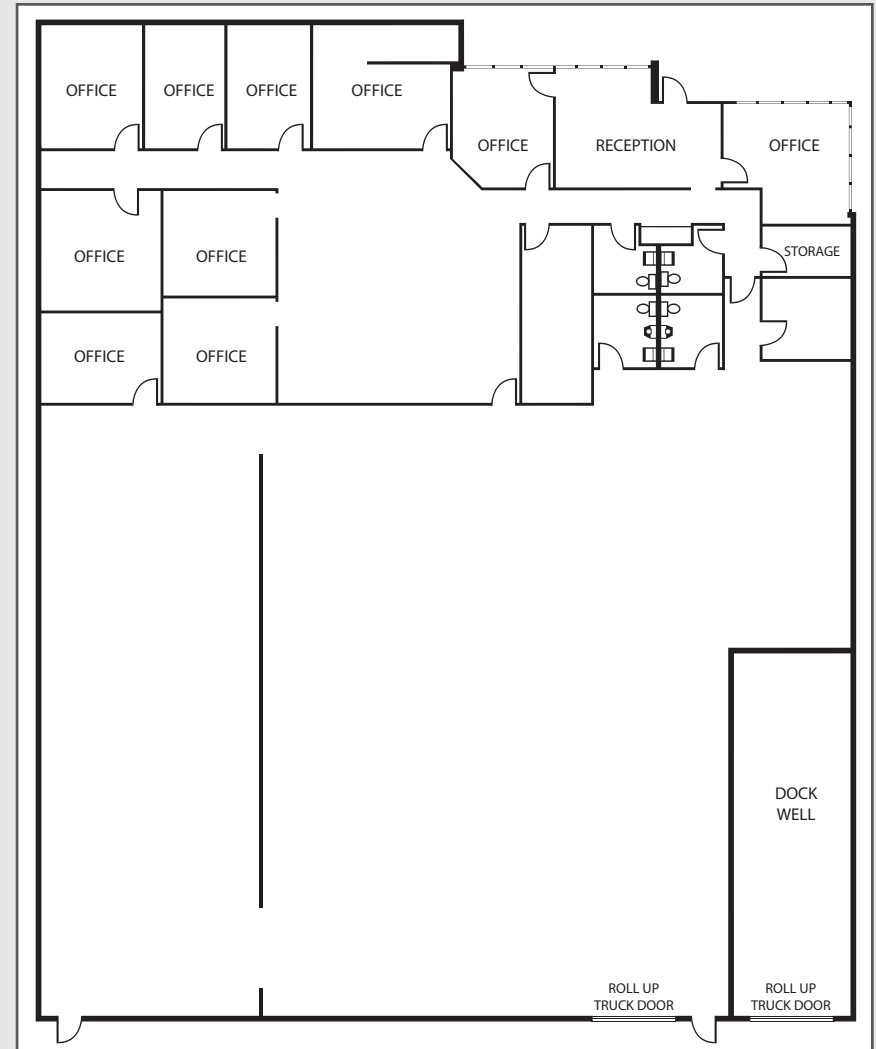 OFFICE
OFFICE
OFFICE
OFFICE
OFFICE
RECEPTION
OFFICE
OFFICE
OFFICE
STORAGE
OFFICE
OFFICE
DOCK
WELL
ROLL UP
TRUCK DOOR
ROLL UP
TRUCK DOOR